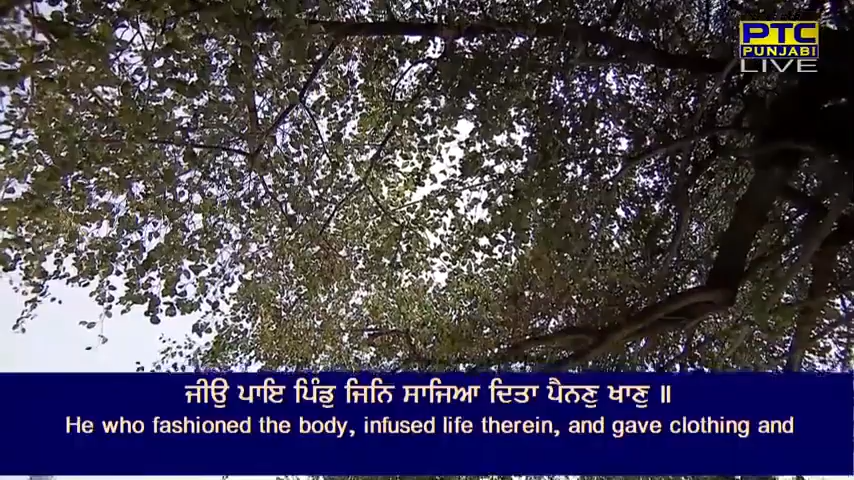 PTC
PUNJABI
LIVE
ਜੀਉ ਪਾਇ ਪਿੰਡੁ ਜਿਨਿ ਸਾਜਿਆ ਦਿਤਾ ਪੈਨਣੁ ਖਾਣੁ ॥
He who fashioned the body, infused life therein, and gave clothing and